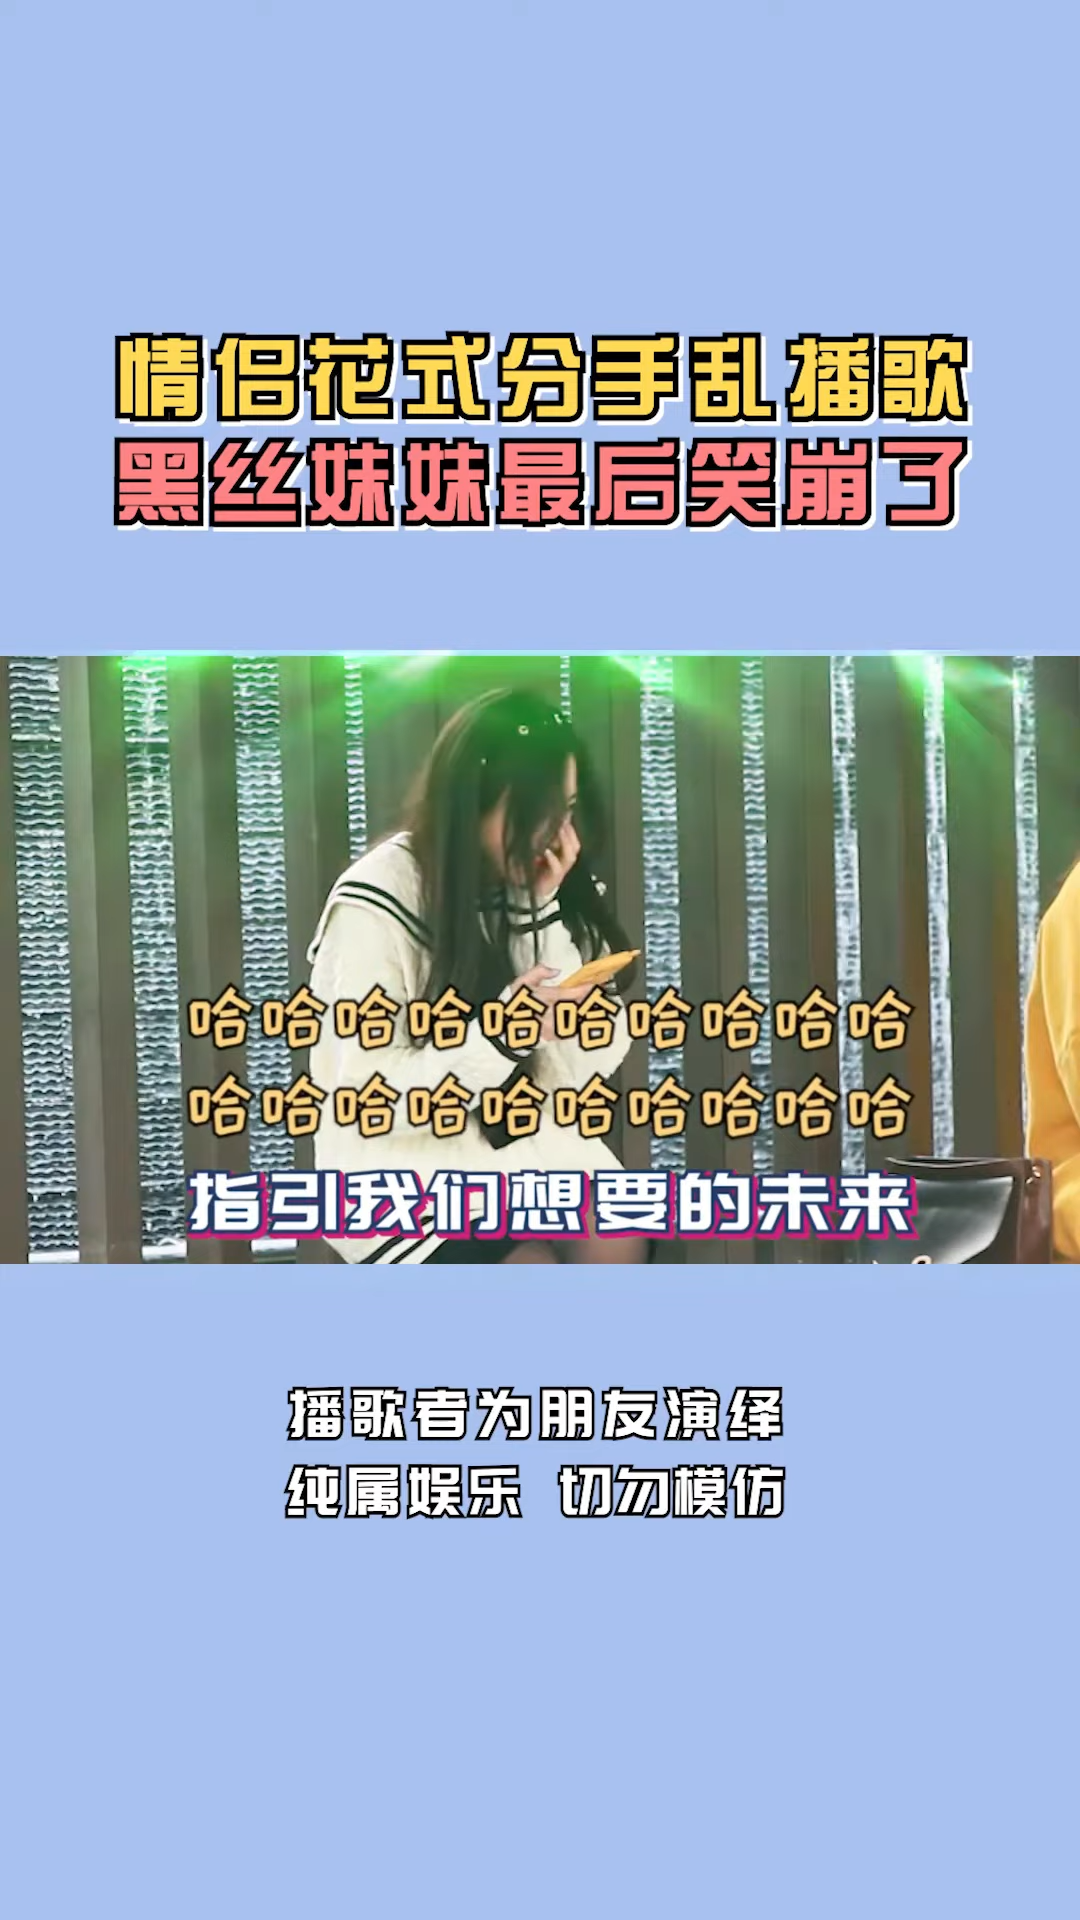 情侣花式分手乱播歌
黑丝妹妹最后笑崩了
哈哈哈哈哈哈哈哈哈哈
哈哈哈哈哈哈哈哈哈哈
指引我们想要的未来
播歌者为朋友演绎
纯属娱乐 切勿模仿